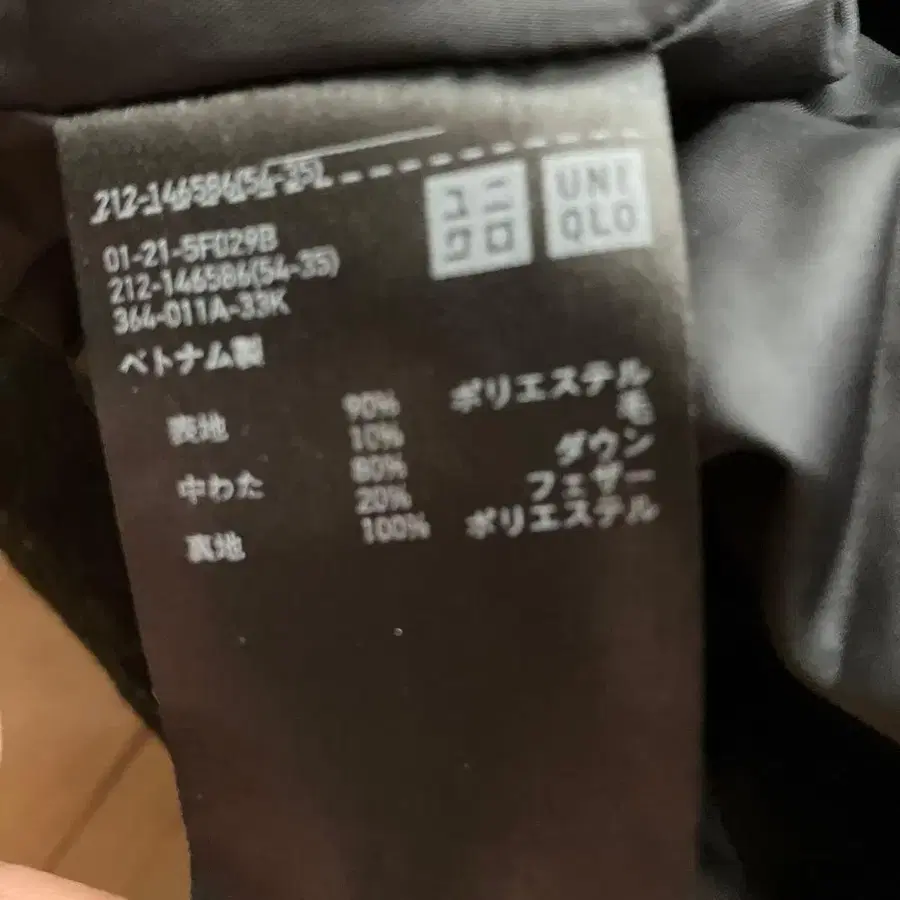 212-146586(54-35)
ユニ
クロ
UNI
QLO
01-21-5F029B
212-146586(54-35)
364-011A-33K
ベトナム製
表地 90% ポリエステル
10% 毛
中わた 80% ダウン
20% フェザー
裏地 100% ポリエステル